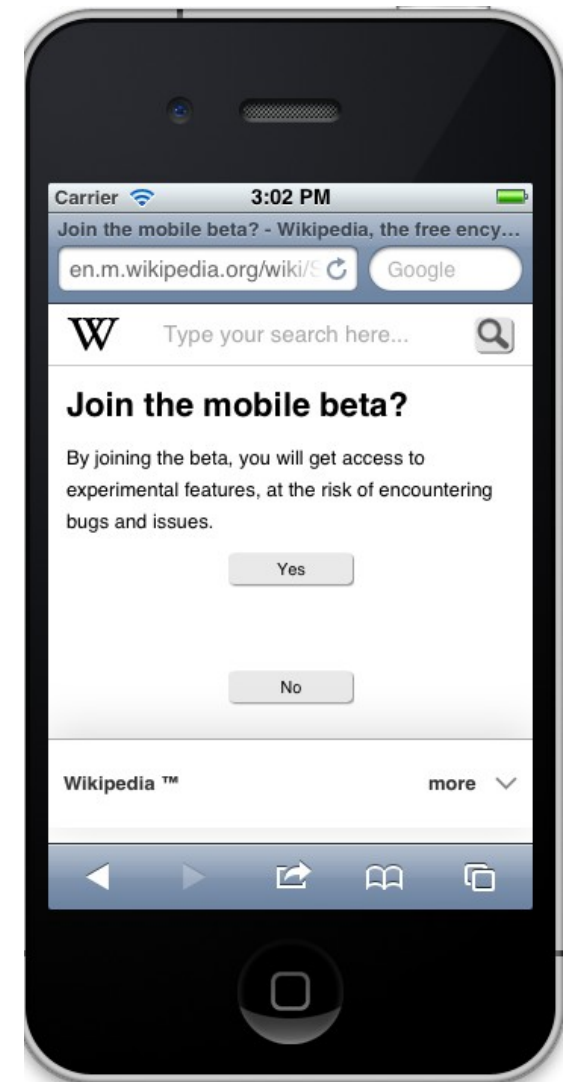 Carrier 3:02 PM
Join the mobile beta? - Wikipedia, the free ency...
en.m.wikipedia.org/wiki/S Google
W Type your search here...
Join the mobile beta?
By joining the beta, you will get access to
experimental features, at the risk of encountering
bugs and issues.
Yes
No
Wikipedia ™ more